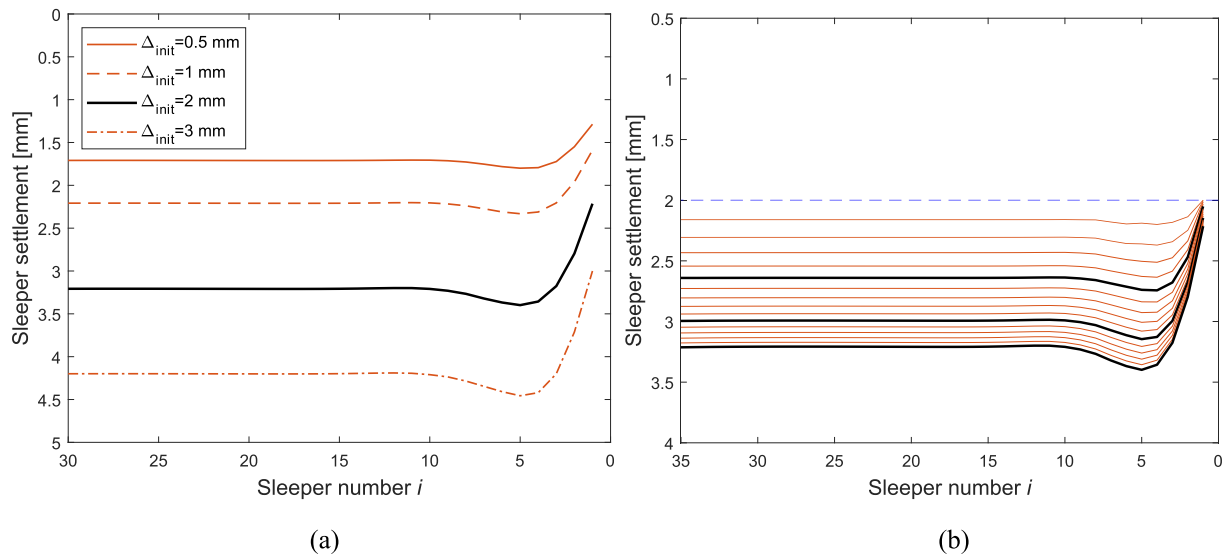 0
0.5
1
1.5
2
2.5
3
3.5
4
4.5
5
Sleeper settlement [mm]
Δinit=0.5 mm
Δinit=1 mm
Δinit=2 mm
Δinit=3 mm
30 25 20 15 10 5 0
Sleeper number i
(a)
0.5
1
1.5
2
2.5
3
3.5
4
Sleeper settlement [mm]
35 30 25 20 15 10 5 0
Sleeper number i
(b)